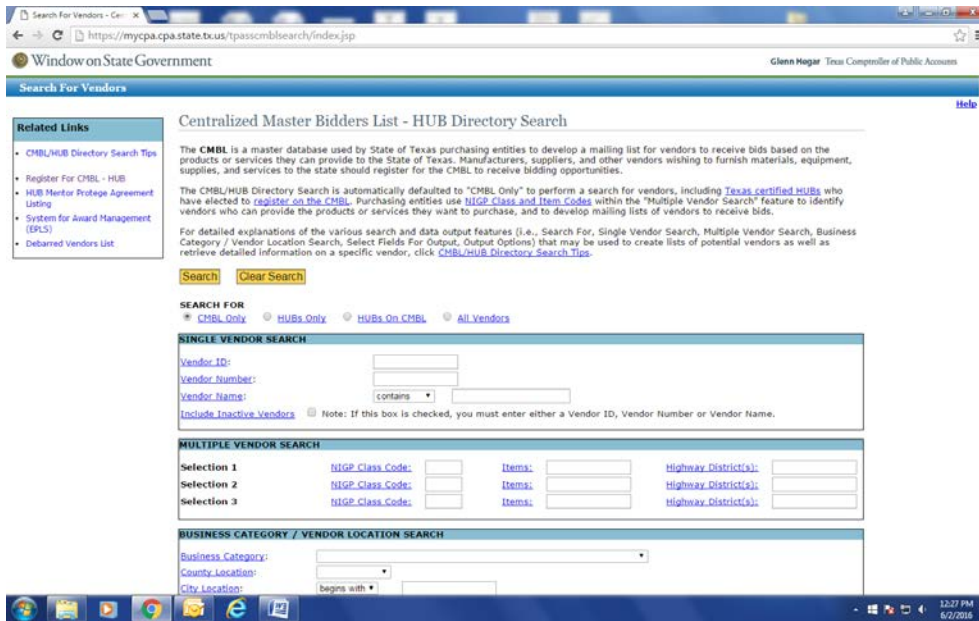 Search For Vendors - Cen
https://mycpa.cpa.state.tx.us/tpasscmblsearch/index.jsp
Window on State Government
Glenn Hegar Texas Comptroller of Public Accounts
Search For Vendors
Help
Related Links
• CMBL/HUB Directory Search Tips
• Register For CMBL - HUB
• HUB Mentor Protege Agreement
Listing
• System for Award Management
(EPLS)
• Debarred Vendors List
Centralized Master Bidders List - HUB Directory Search
The CMBL is a master database used by State of Texas purchasing entities to develop a mailing list for vendors to receive bids based on the
products or services they can provide to the State of Texas. Manufacturers, suppliers, and other vendors wishing to furnish materials, equipment,
supplies, and services to the state should register for the CMBL to receive bidding opportunities.
The CMBL/HUB Directory Search is automatically defaulted to "CMBL Only" to perform a search for vendors, including Texas certified HUBs who
have elected to register on the CMBL. Purchasing entities use NIGP Class and Item Codes within the "Multiple Vendor Search" feature to identify
vendors who can provide the products or services they want to purchase, and to develop mailing lists of vendors to receive bids.
For detailed explanations of the various search and data output features (i.e., Search For, Single Vendor Search, Multiple Vendor Search, Business
Category / Vendor Location Search, Select Fields For Output, Output Options) that may be used to create lists of potential vendors as well as
retrieve detailed information on a specific vendor, click CMBL/HUB Directory Search Tips.
Search Clear Search
SEARCH FOR
CMBL Only HUBs Only HUBs On CMBL All Vendors
SINGLE VENDOR SEARCH
Vendor ID:
Vendor Number:
Vendor Name: contains
Include Inactive Vendors Note: If this box is checked, you must enter either a Vendor ID, Vendor Number or Vendor Name.
MULTIPLE VENDOR SEARCH
Selection 1 NIGP Class Code: Items: Highway District(s):
Selection 2 NIGP Class Code: Items: Highway District(s):
Selection 3 NIGP Class Code: Items: Highway District(s):
BUSINESS CATEGORY / VENDOR LOCATION SEARCH
Business Category:
County Location:
City Location: begins with
12:27 PM
6/2/2016